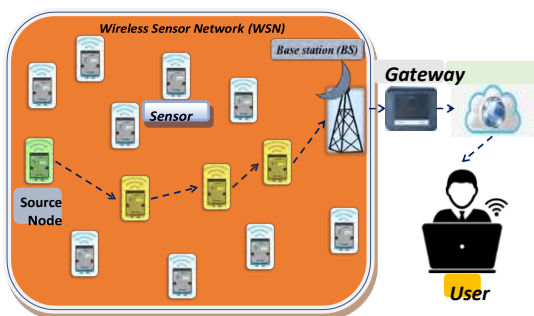 Wireless Sensor Network (WSN)
Base station (BS)
Gateway
Sensor
Source
Node
User